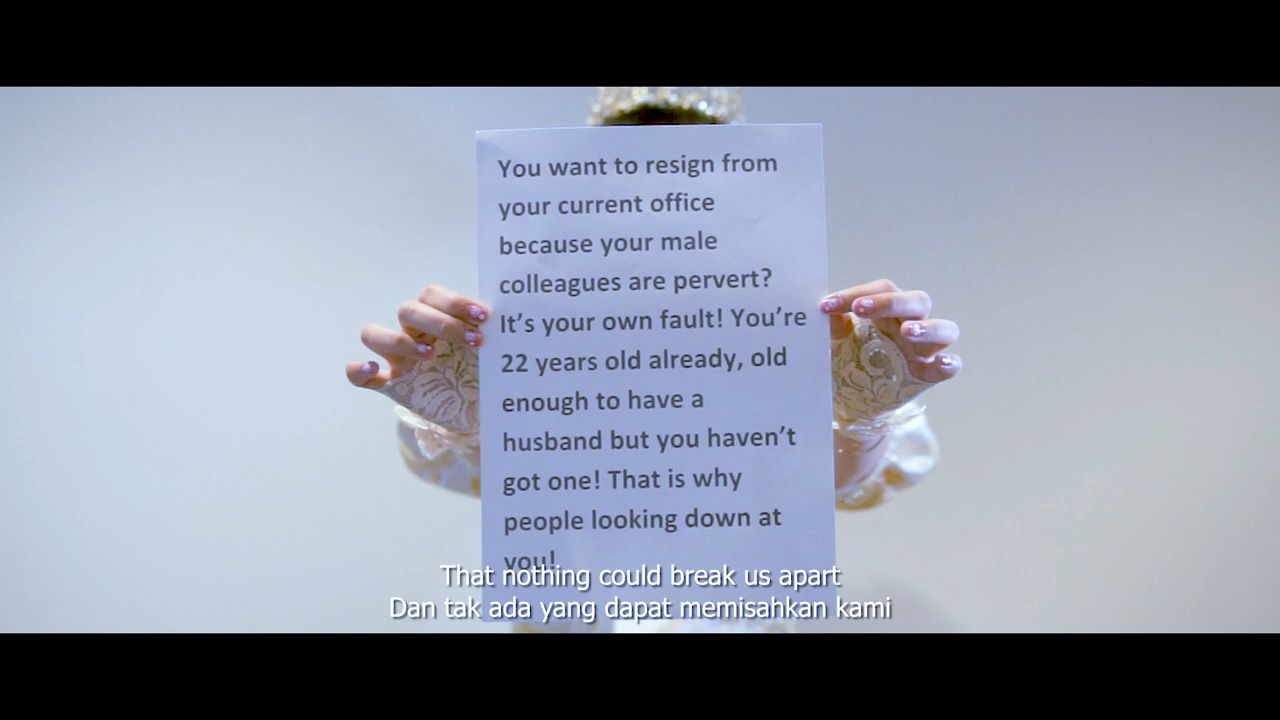 You want to resign from
your current office
because your male
colleagues are pervert?
It's your own fault! You're
22 years old already, old
enough to have a
husband but you haven't
got one! That is why
people looking down at
you!
That nothing could break us apart
Dan tak ada yang dapat memisahkan kami